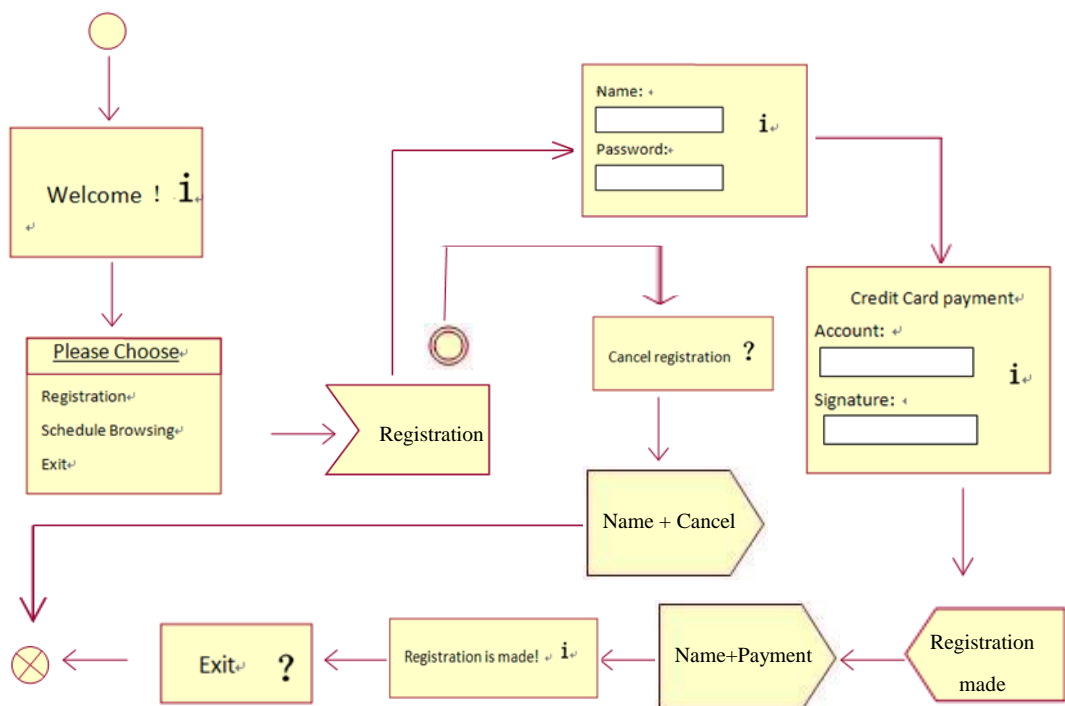 Welcome ! i
Please Choose
Registration
Schedule Browsing
Exit
Registration
Name:
i
Password:
Cancel registration ?
Credit Card payment
Account:
i
Signature:
Name + Cancel
Registration
made
Name+Payment
Registration is made! i
Exit ?